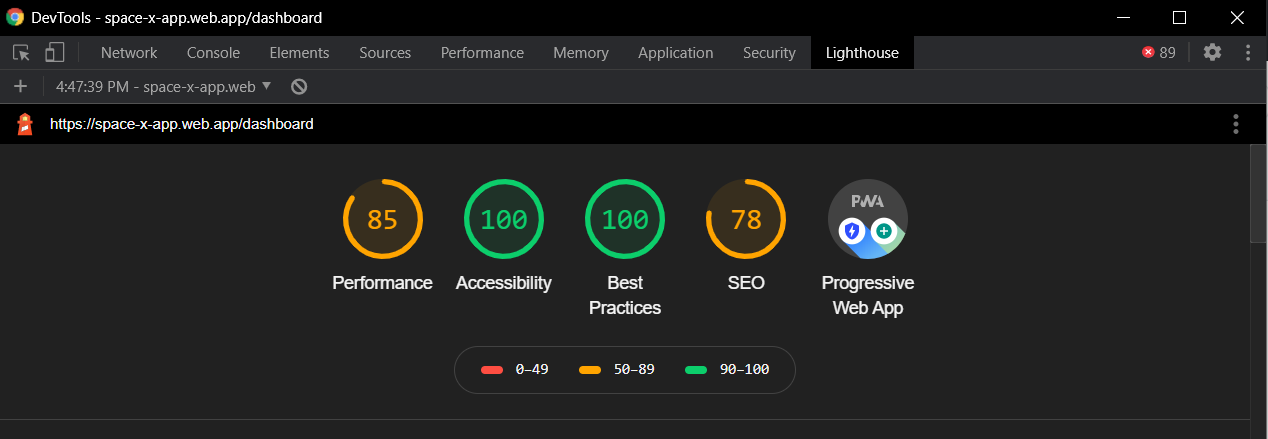 DevTools - space-x-app.web.app/dashboard
Network Console Elements Sources Performance Memory Application Security Lighthouse 89
4:47:39 PM - space-x-app.web
https://space-x-app.web.app/dashboard
85 100 100 78 PWA
Performance Accessibility Best Practices SEO Progressive Web App
0–49 50–89 90–100